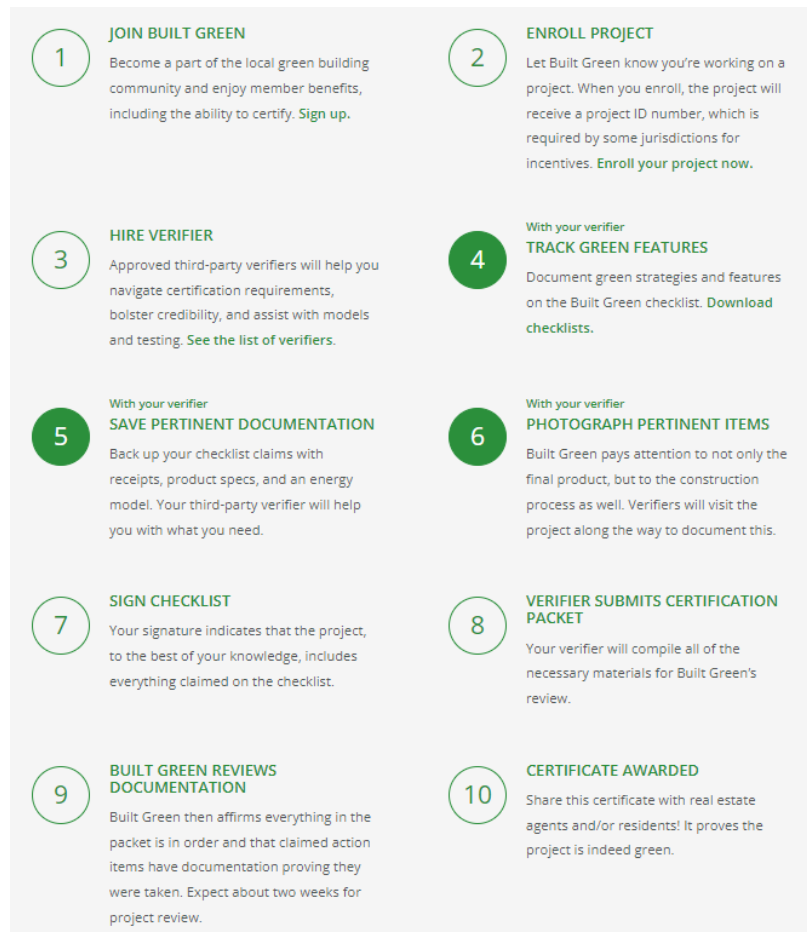 1
JOIN BUILT GREEN
Become a part of the local green building
community and enjoy member benefits,
including the ability to certify. Sign up.
2
ENROLL PROJECT
Let Built Green know you're working on a
project. When you enroll, the project will
receive a project ID number, which is
required by some jurisdictions for
incentives. Enroll your project now.
3
HIRE VERIFIER
Approved third-party verifiers will help you
navigate certification requirements,
bolster credibility, and assist with models
and testing. See the list of verifiers.
4
With your verifier
TRACK GREEN FEATURES
Document green strategies and features
on the Built Green checklist. Download
checklists.
5
With your verifier
SAVE PERTINENT DOCUMENTATION
Back up your checklist claims with
receipts, product specs, and an energy
model. Your third-party verifier will help
you with what you need.
6
With your verifier
PHOTOGRAPH PERTINENT ITEMS
Built Green pays attention to not only the
final product, but to the construction
process as well. Verifiers will visit the
project along the way to document this.
7
SIGN CHECKLIST
Your signature indicates that the project,
to the best of your knowledge, includes
everything claimed on the checklist.
8
VERIFIER SUBMITS CERTIFICATION
PACKET
Your verifier will compile all of the
necessary materials for Built Green's
review.
9
BUILT GREEN REVIEWS
DOCUMENTATION
Built Green then affirms everything in the
packet is in order and that claimed action
items have documentation proving they
were taken. Expect about two weeks for
project review.
10
CERTIFICATE AWARDED
Share this certificate with real estate
agents and/or residents! It proves the
project is indeed green.